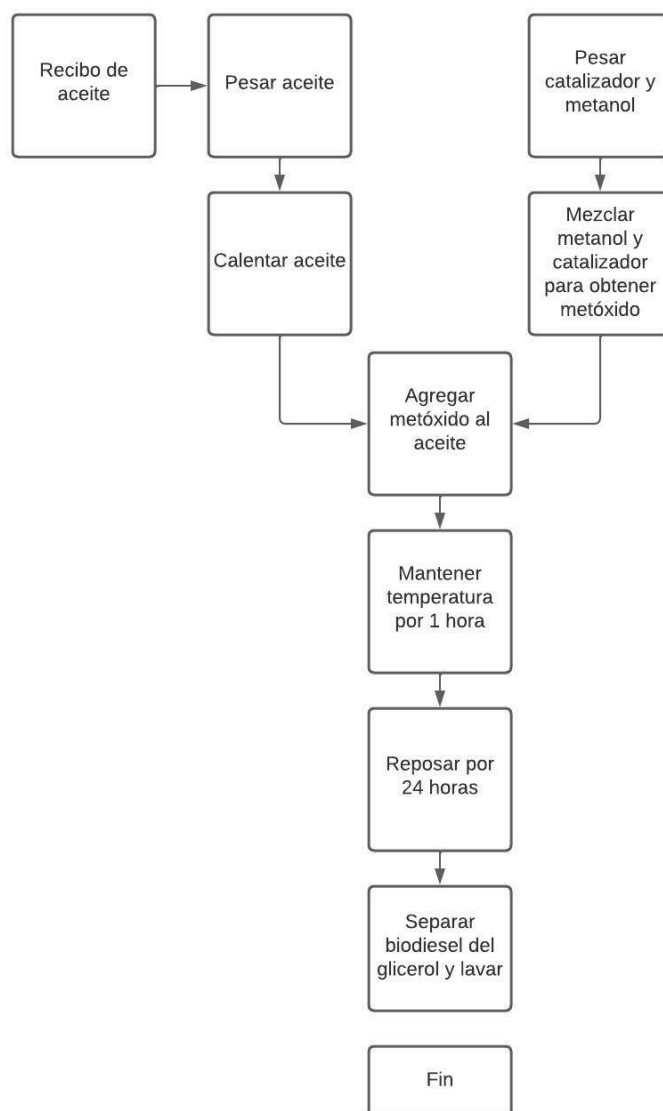 Recibo de
aceite
Pesar aceite
Pesar
catalizador y
metanol
Calentar aceite
Mezclar
metanol y
catalizador
para obtener
metóxido
Agregar
metóxido al
aceite
Mantener
temperatura
por 1 hora
Reposar por
24 horas
Separar
biodiesel del
glicerol y lavar
Fin